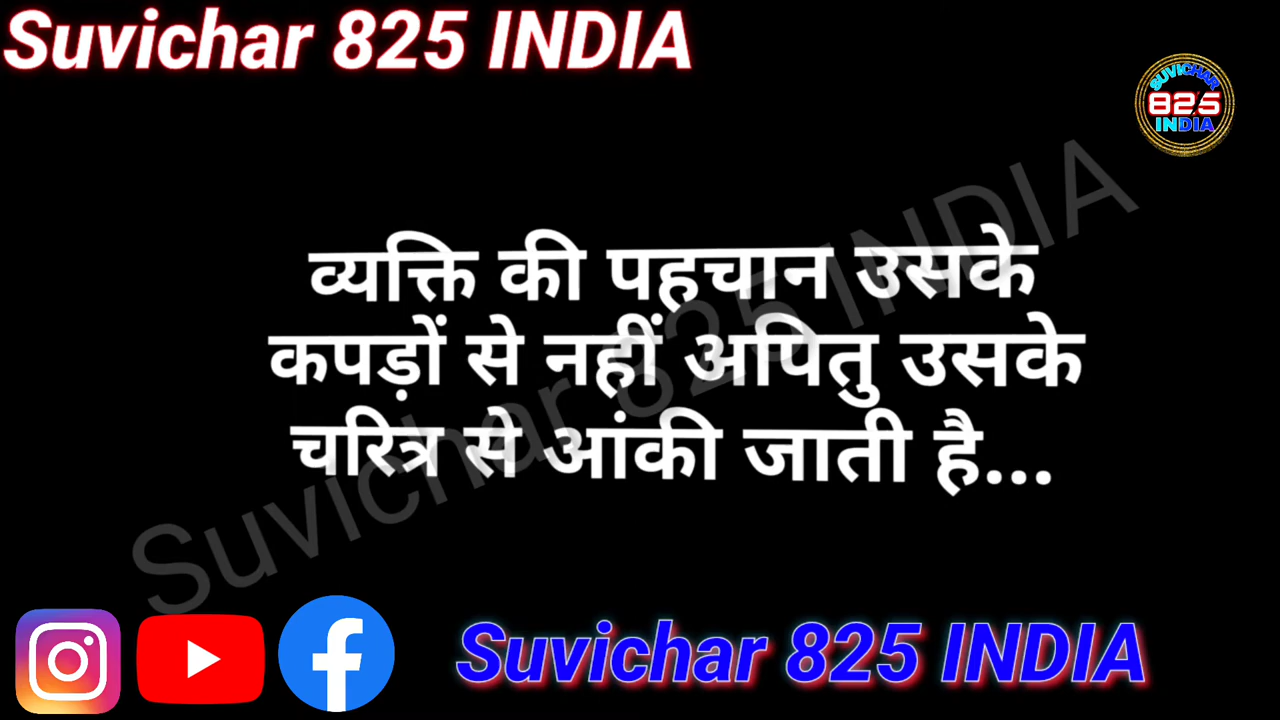 Suvichar 825 INDIA
SUVICHAR
825
INDIA
व्यक्ति की पहचान उसके
कपड़ों से नहीं अपितु उसके
चरित्र से आंकी जाती है...
Suvichar 825 INDIA
Suvichar 825 INDIA